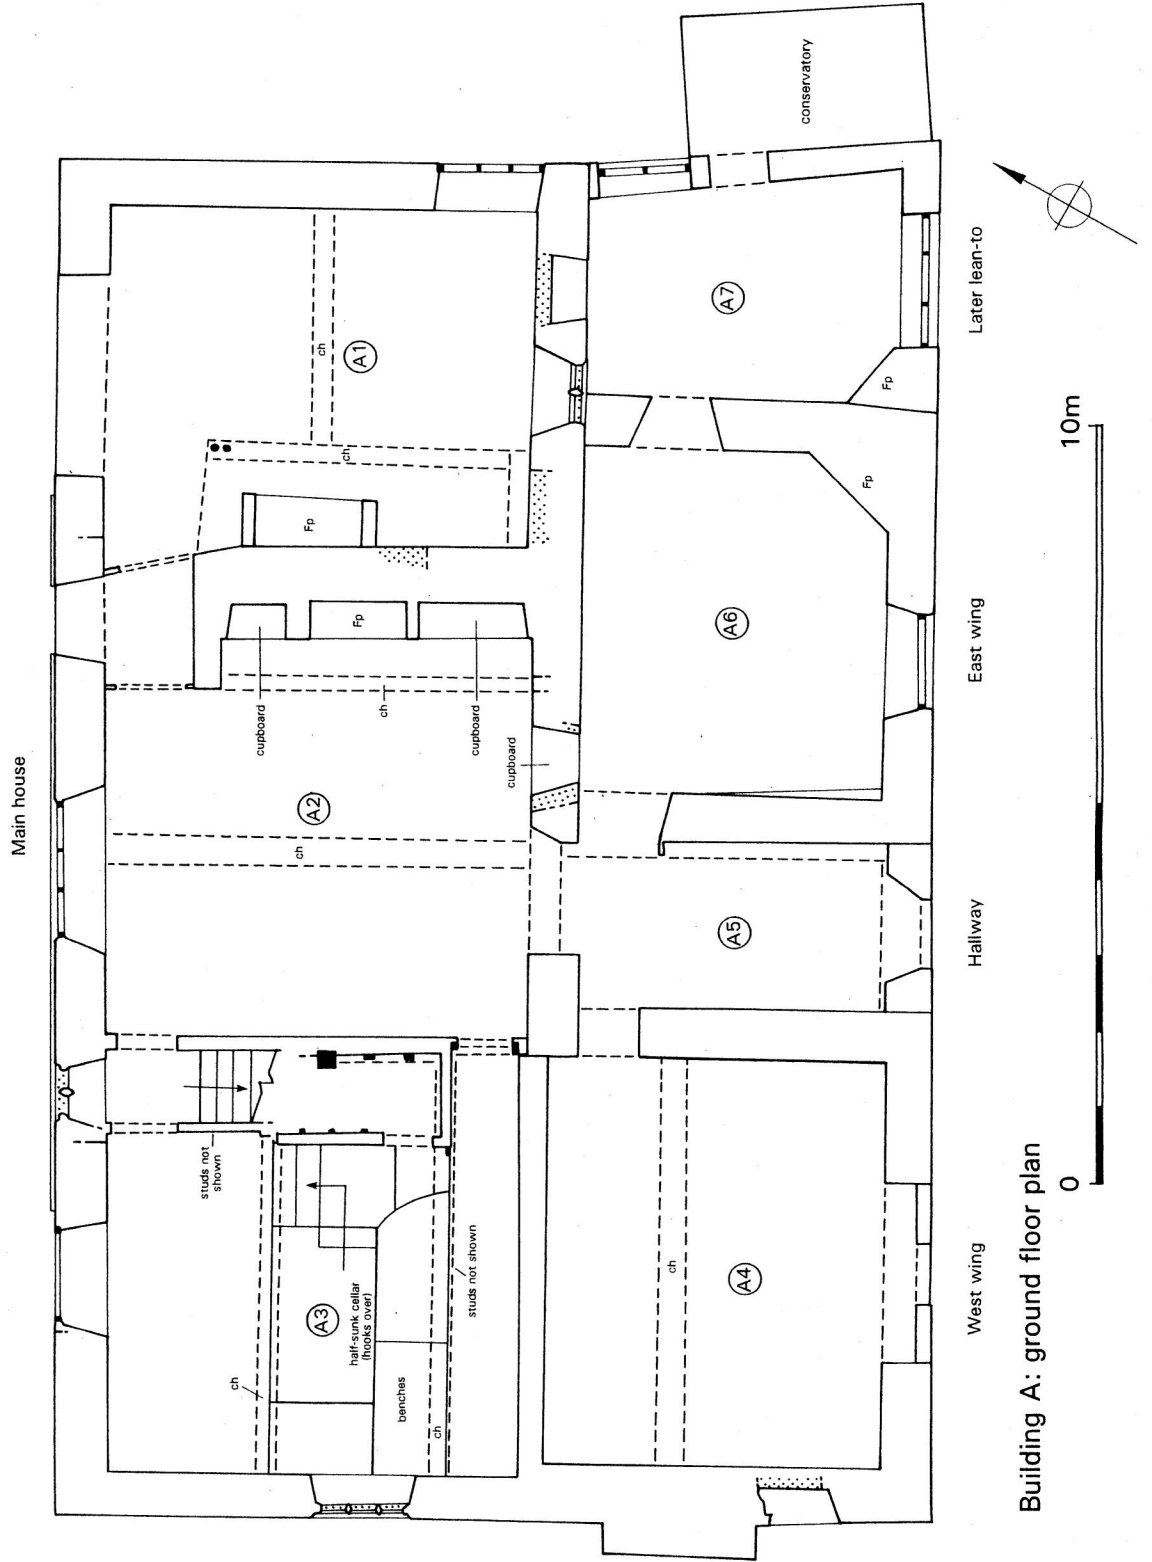 Main house
conservatory
A1
ch
ch
Fp
Fp
cupboard
ch
cupboard
cupboard
A2
ch
studs not
shown
A3
half-sunk cellar
(hooks over)
ch
benches
ch
studs not shown
A7
Fp
A6
Fp
A5
A4
ch
Later lean-to
East wing
Hallway
West wing
Building A: ground floor plan
0
10m